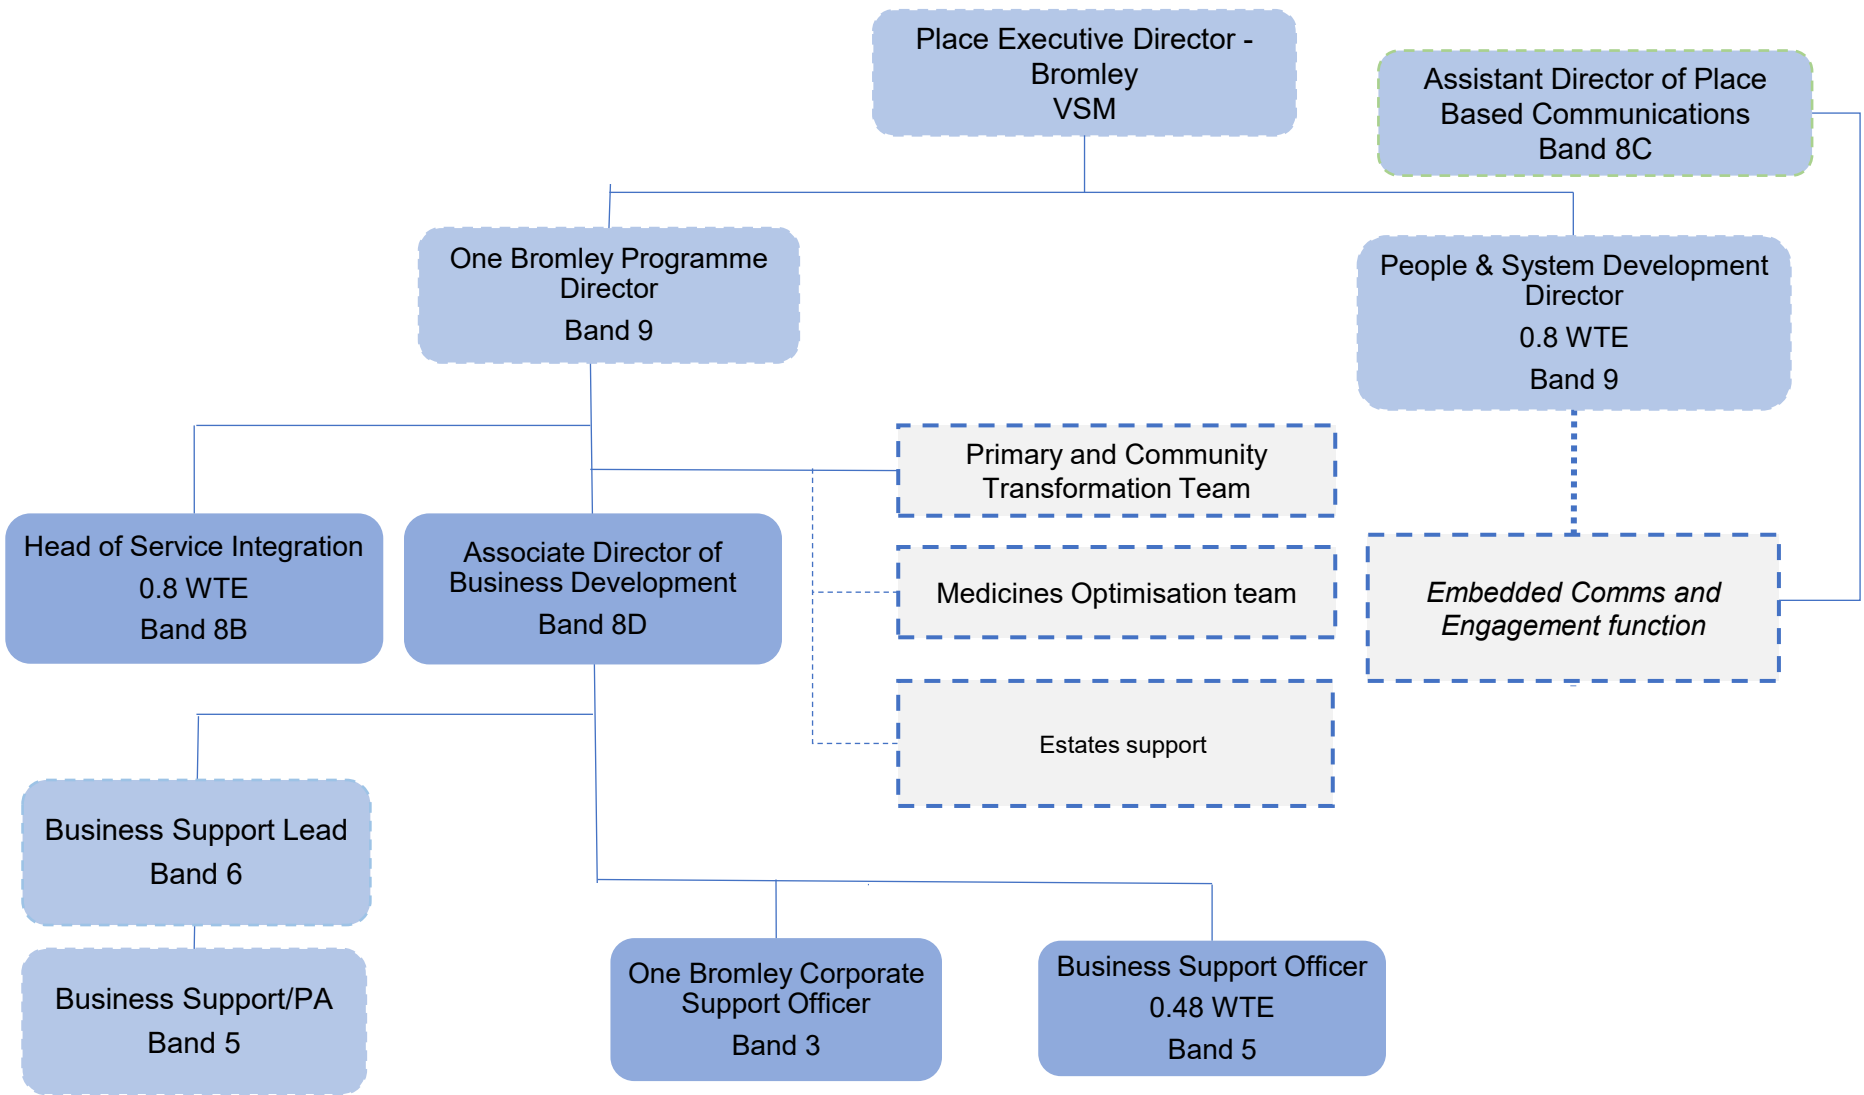 Place Executive Director -
Bromley
VSM
Assistant Director of Place
Based Communications
Band 8C
One Bromley Programme
Director
Band 9
People & System Development
Director
0.8 WTE
Band 9
Primary and Community
Transformation Team
Head of Service Integration
0.8 WTE
Band 8B
Associate Director of
Business Development
Band 8D
Medicines Optimisation team
Embedded Comms and
Engagement function
Estates support
Business Support Lead
Band 6
Business Support/PA
Band 5
One Bromley Corporate
Support Officer
Band 3
Business Support Officer
0.48 WTE
Band 5